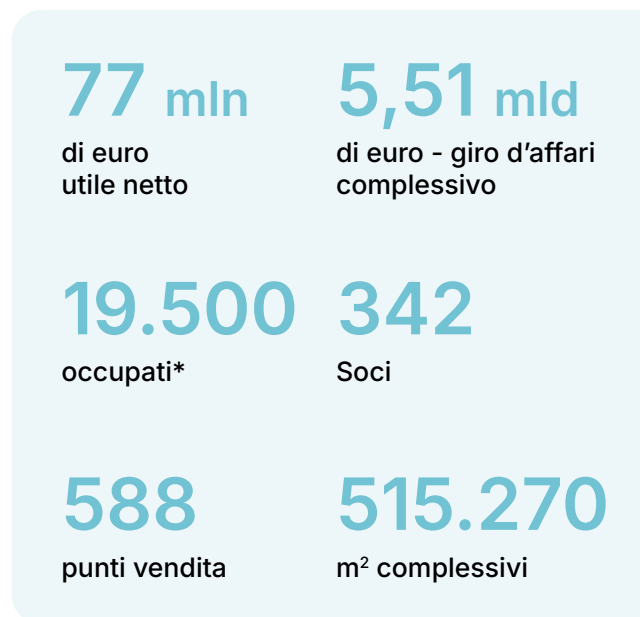 77 mln
di euro
utile netto
5,51 mld
di euro - giro d'affari
complessivo
19.500
occupati*
342
Soci
588
punti vendita
515.270
m² complessivi